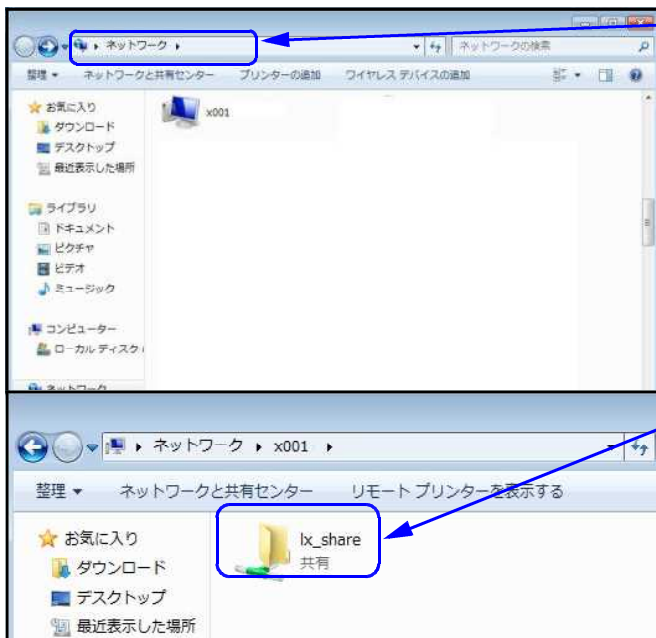 ネットワーク
ネットワークの検索
整理 ネットワークと共有センター プリンターの追加 ワイヤレス デバイスの追加
お気に入り
ダウンロード
デスクトップ
最近表示した場所
x001
ライブラリ
ドキュメント
ピクチャ
ビデオ
ミュージック
コンピューター
ローカル ディスク (
ネットワーク
ネットワーク x001
整理 ネットワークと共有センター リモート プリンターを表示する
お気に入り
ダウンロード
デスクトップ
最近表示した場所
lx_share
共有